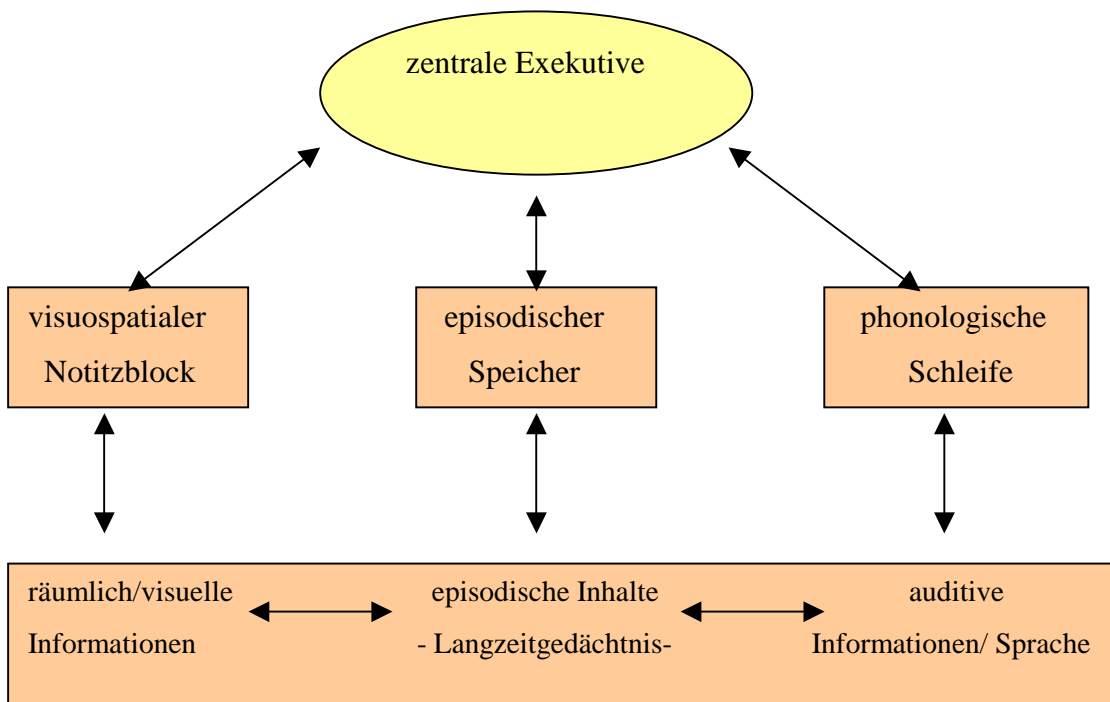 zentrale Exekutive
visuospatialer
Notitzblock
episodischer
Speicher
phonologische
Schleife
räumlich/visuelle
Informationen
episodische Inhalte
- Langzeitgedächtnis-
auditive
Informationen/ Sprache